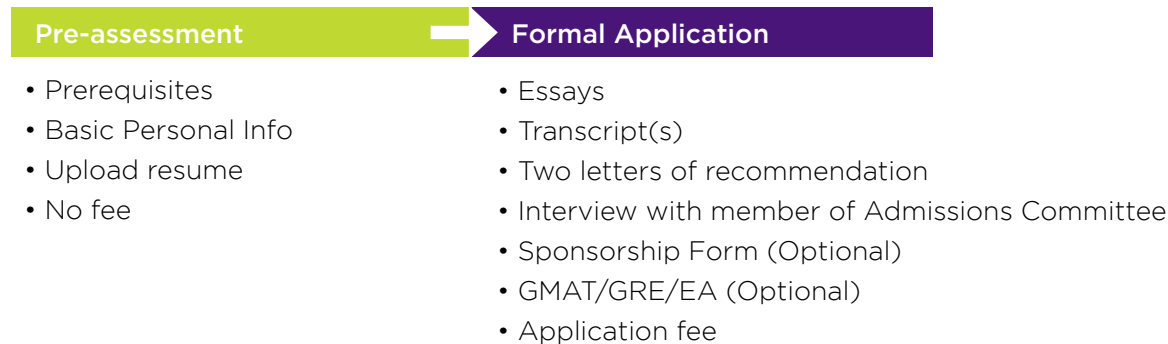 Pre-assessment
• Prerequisites
• Basic Personal Info
• Upload resume
• No fee
Formal Application
• Essays
• Transcript(s)
• Two letters of recommendation
• Interview with member of Admissions Committee
• Sponsorship Form (Optional)
• GMAT/GRE/EA (Optional)
• Application fee